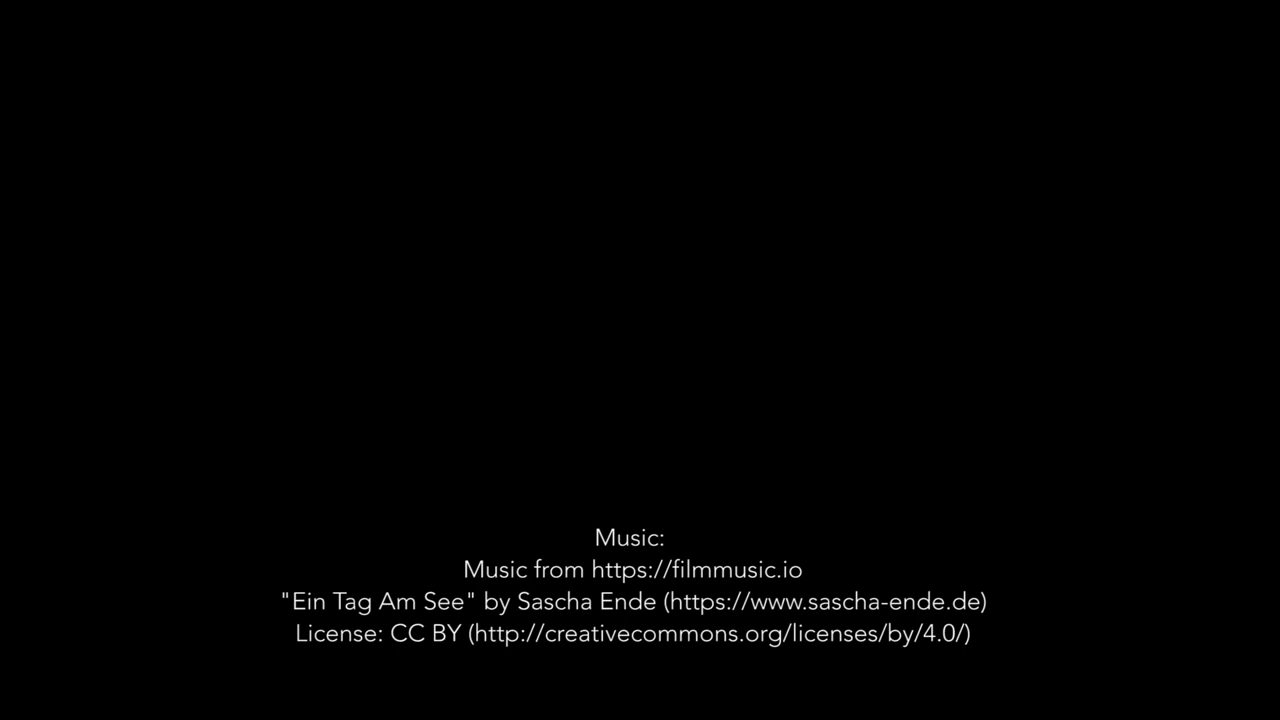 Music:
Music from https://filmmusic.io
"Ein Tag Am See" by Sascha Ende (https://www.sascha-ende.de)
License: CC BY (http://creativecommons.org/licenses/by/4.0/)